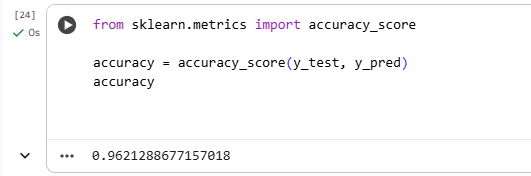 [24]
0s
from sklearn.metrics import accuracy_score
accuracy = accuracy_score(y_test, y_pred)
accuracy
0.9621288677157018